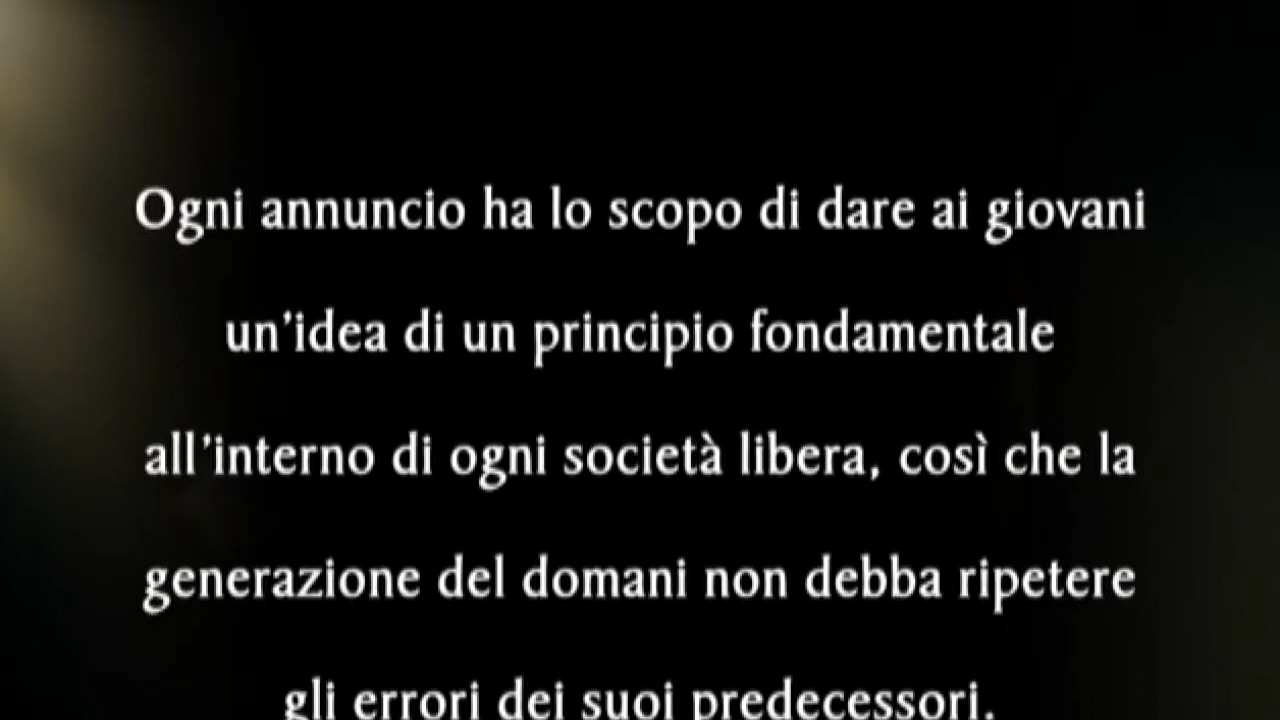 Ogni annuncio ha lo scopo di dare ai giovani
un'idea di un principio fondamentale
all'interno di ogni società libera, così che la
generazione del domani non debba ripetere
gli errori dei suoi predecessori.